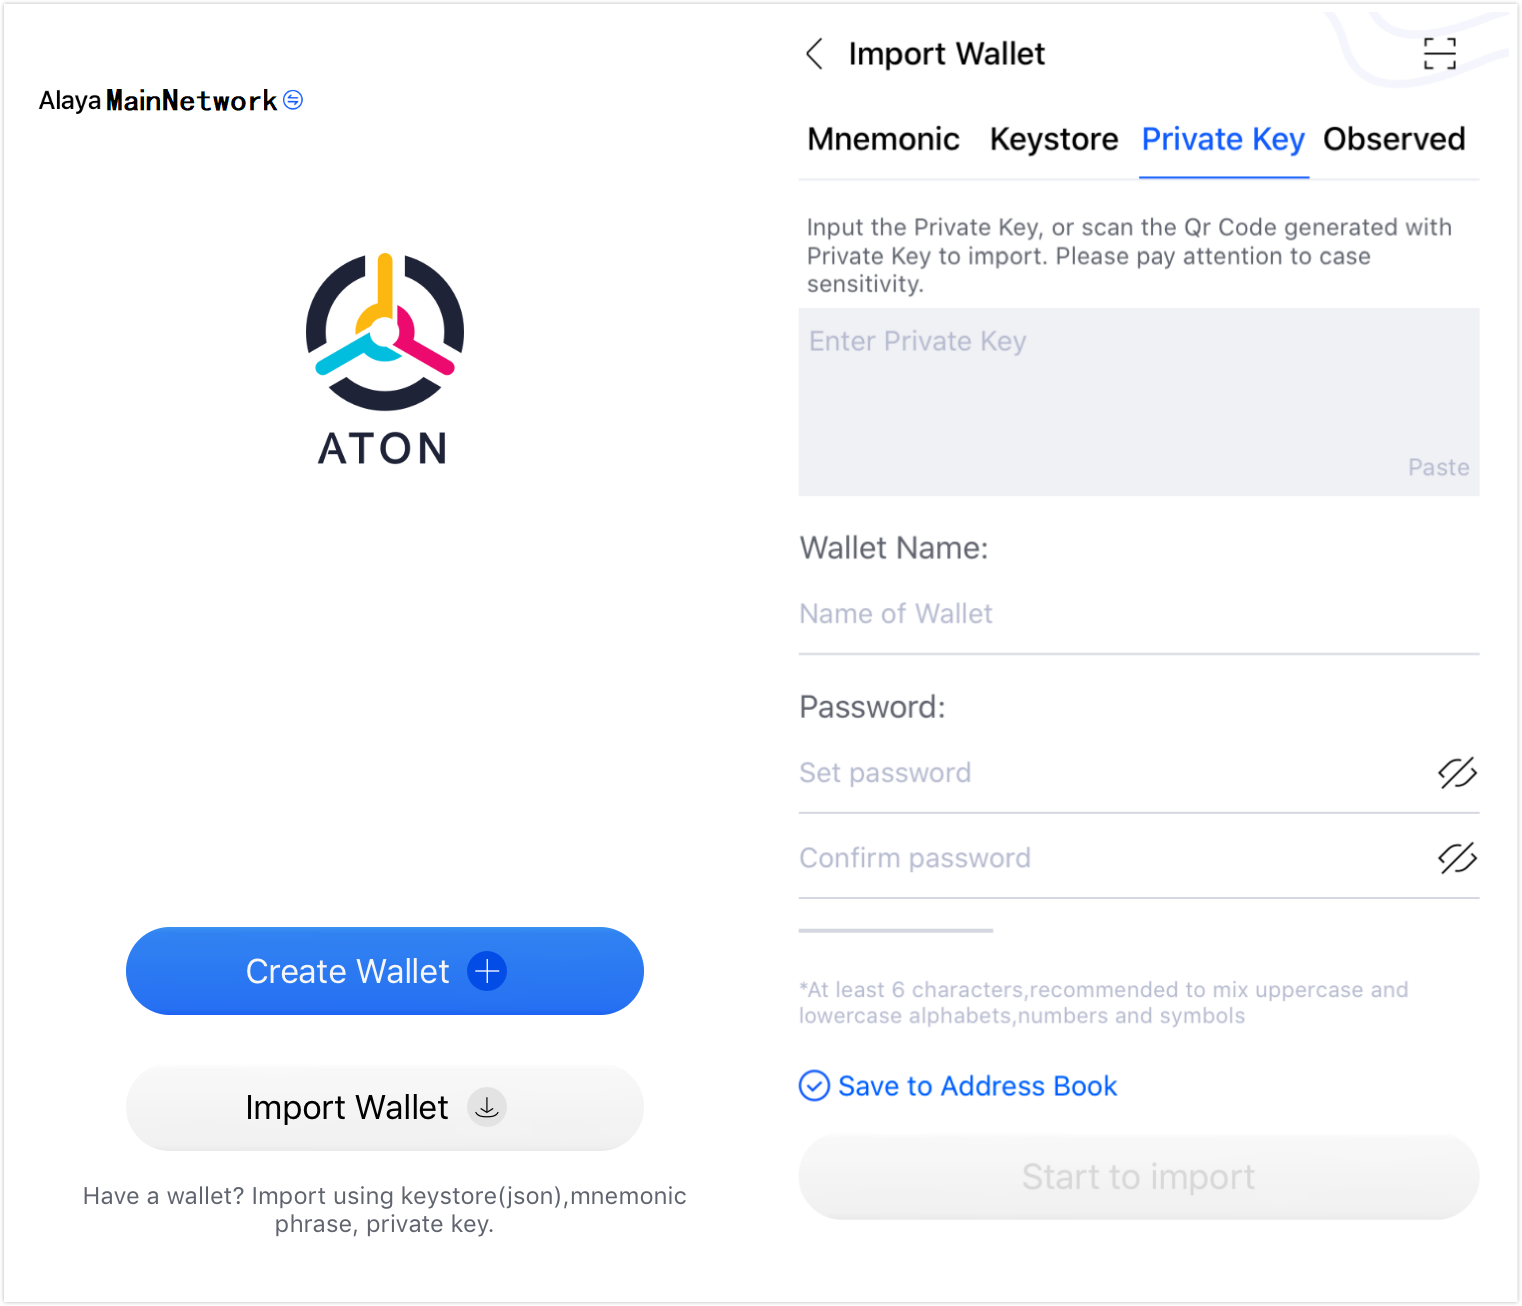 Alaya MainNetwork
ATON
Create Wallet
Import Wallet
Have a wallet? Import using keystore(json),mnemonic
phrase, private key.
Import Wallet
Mnemonic Keystore Private Key Observed
Input the Private Key, or scan the Qr Code generated with
Private Key to import. Please pay attention to case
sensitivity.
Enter Private Key
Paste
Wallet Name:
Name of Wallet
Password:
Set password
Confirm password
*At least 6 characters,recommended to mix uppercase and
lowercase alphabets,numbers and symbols
Save to Address Book
Start to import